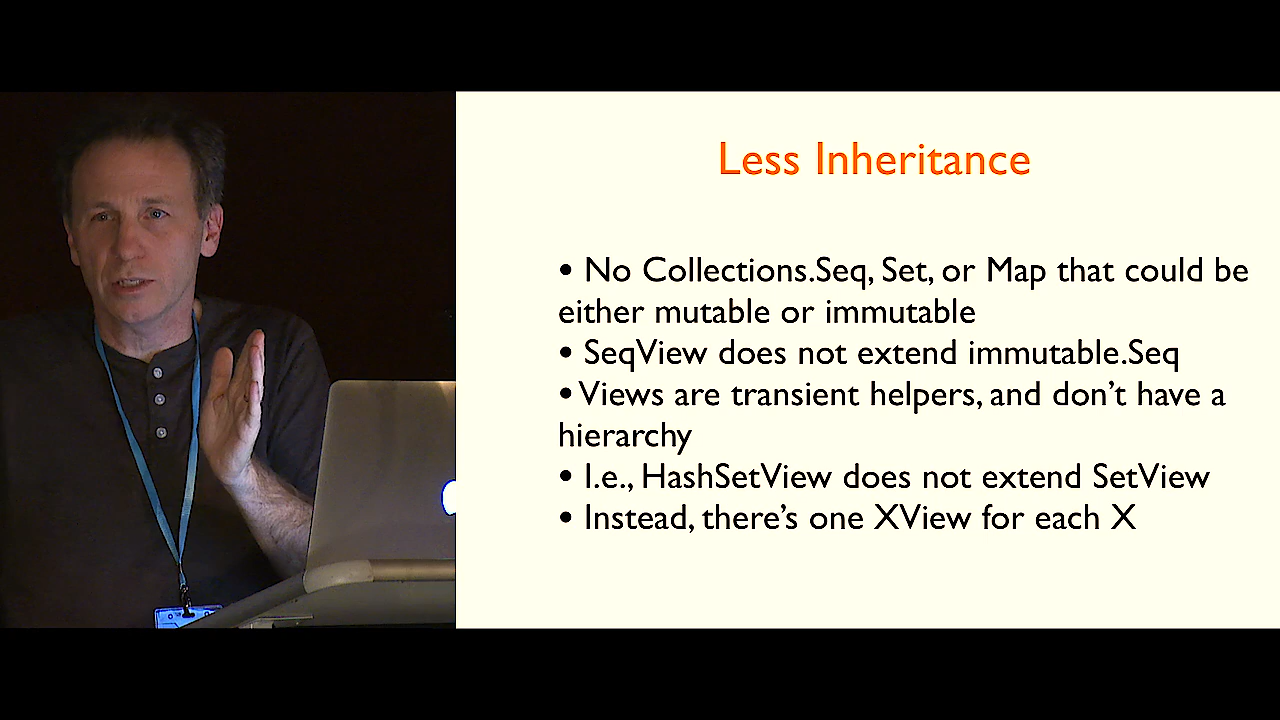 Less Inheritance
• No Collections.Seq, Set, or Map that could be
either mutable or immutable
• SeqView does not extend immutable.Seq
• Views are transient helpers, and don’t have a
hierarchy
• I.e., HashSetView does not extend SetView
• Instead, there’s one XView for each X